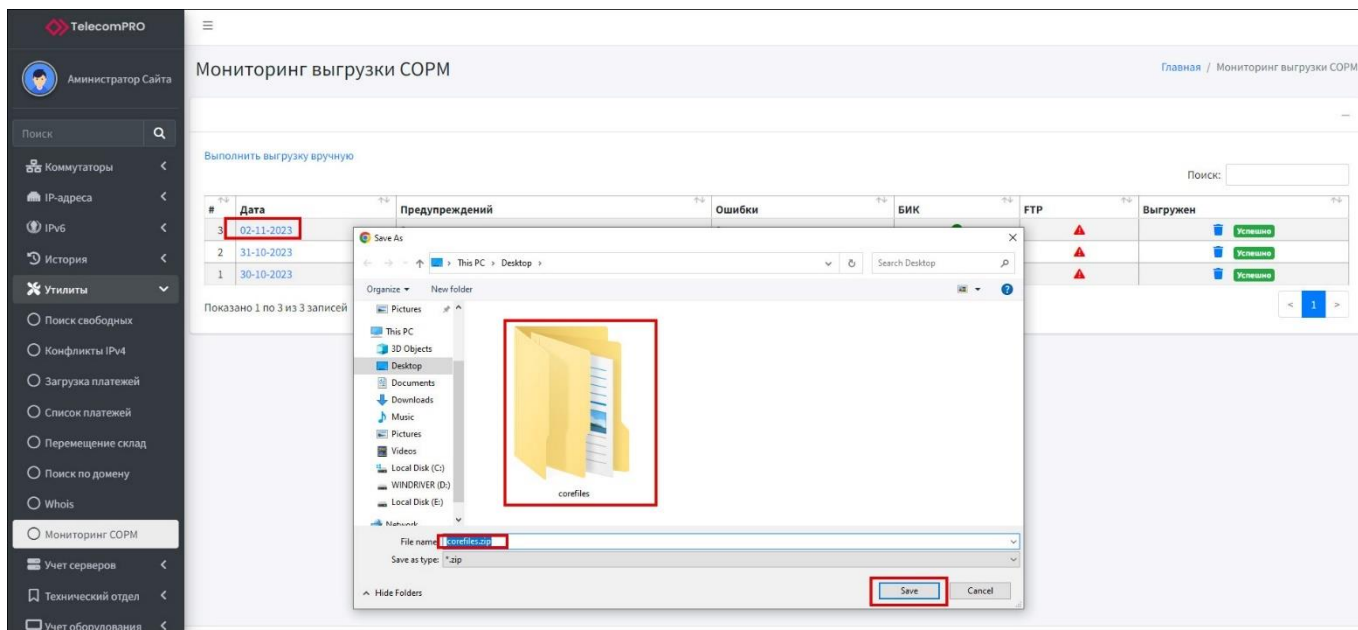 TelecomPRO
Аминистратор Сайта
Поиск
Коммутаторы
IP-адреса
IPv6
История
Утилиты
Поиск свободных
Конфликты IPv4
Загрузка платежей
Список платежей
Перемещение склад
Поиск по домену
Whois
Мониторинг СОРМ
Учет серверов
Технический отдел
Учет оборудования
Мониторинг выгрузки СОРМ
Главная / Мониторинг выгрузки СОРМ
Выполнить выгрузку вручную
Поиск:
# Дата Предупреждений Ошибки БИК FTP Выгружен
3 02-11-2023 Успешно
2 31-10-2023 Успешно
1 30-10-2023 Успешно
Показано 1 по 3 из 3 записей
< 1 >
Save As
This PC > Desktop >
Search Desktop
Organize
New folder
Pictures
This PC
3D Objects
Desktop
Documents
Downloads
Music
Pictures
Videos
Local Disk (C:)
WINDRIVER (D:)
Local Disk (E:)
Network
corefiles
File name: corefiles.zip
Save as type: *.zip
Hide Folders
Save
Cancel